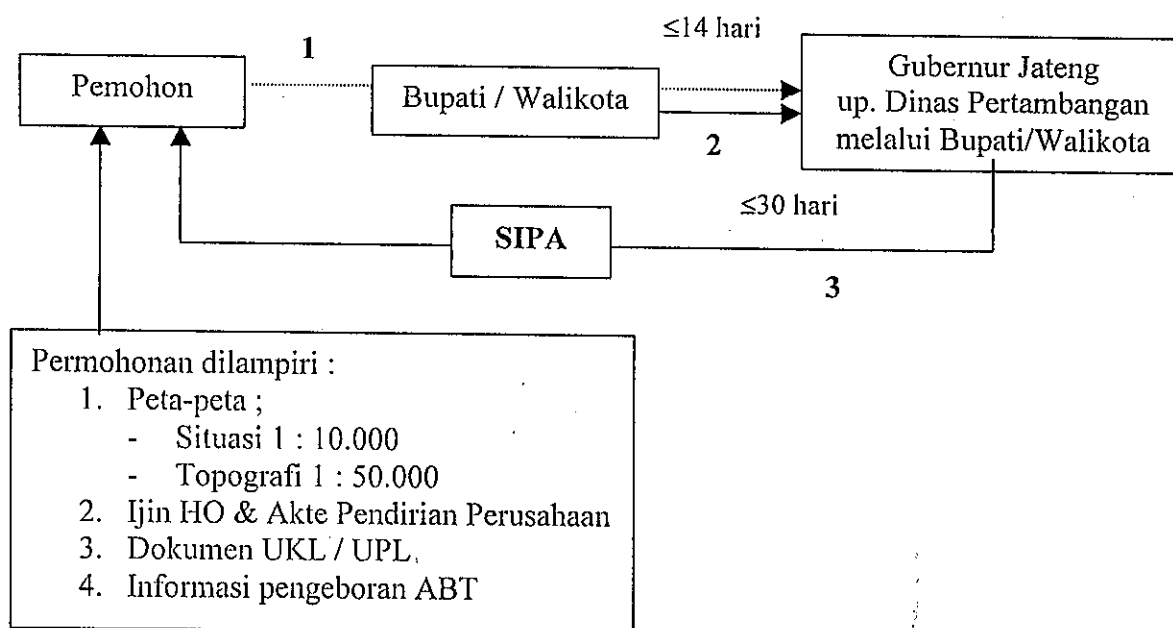 ≤14 hari
1
Pemohon
Bupati / Walikota
Gubernur Jateng
up. Dinas Pertambangan
melalui Bupati/Walikota
2
≤30 hari
SIPA
3
Permohonan dilampiri :
1. Peta-peta ;
- Situasi 1 : 10.000
- Topografi 1 : 50.000
2. Ijin HO & Akte Pendirian Perusahaan
3. Dokumen UKL / UPL
4. Informasi pengeboran ABT